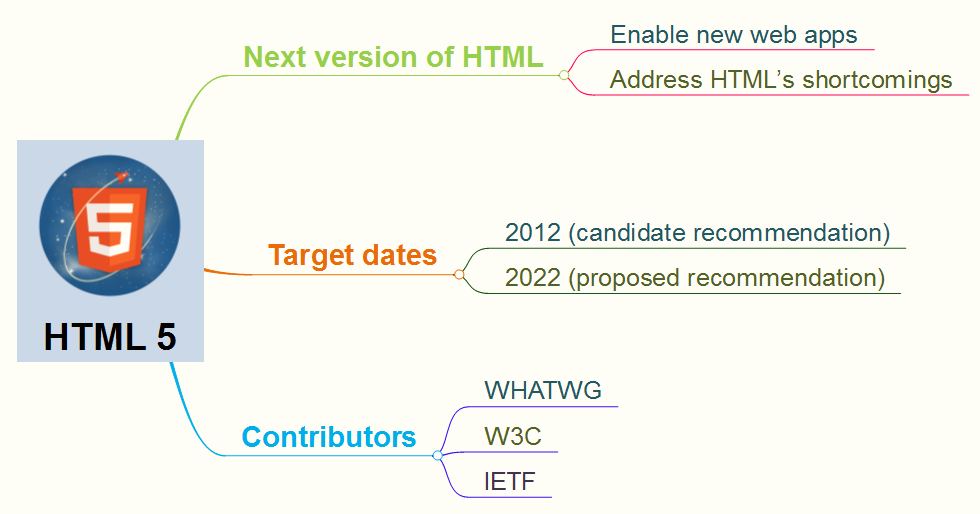 Next version of HTML
Enable new web apps
Address HTML’s shortcomings
5
HTML 5
Target dates
2012 (candidate recommendation)
2022 (proposed recommendation)
Contributors
WHATWG
W3C
IETF